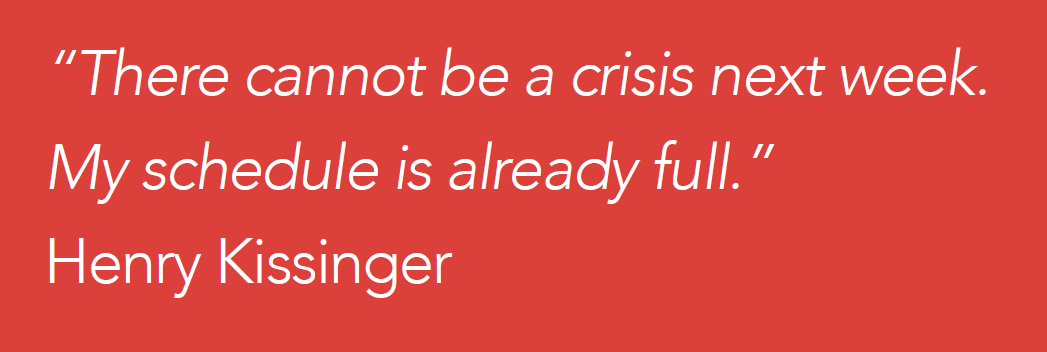 “There cannot be a crisis next week.
My schedule is already full.”
Henry Kissinger